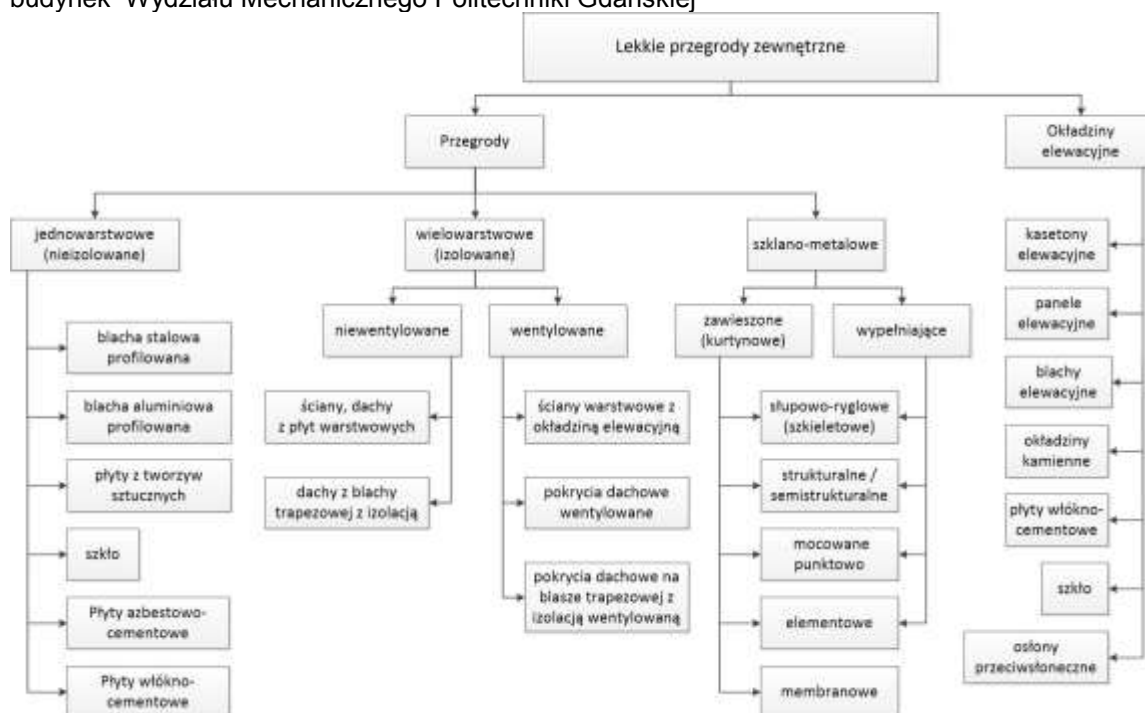 budynek Wydziału Mechanicznego Politechniki Gdańskiej
Lekkie przegrody zewnętrzne
Przegrody
Okładziny
elewacyjne
jednowarstwowe
(nieizolowane)
wielowarstwowe
(izolowane)
szklano-metalowe
niewentylowane
wentylowane
zawieszone
(kurtynowe)
wypełniające
blacha stalowa
profilowana
blacha aluminiowa
profilowana
płyty z tworzyw
sztucznych
szkło
Płyty azbestowo-
cementowe
Płyty włókno-
cementowe
ściany, dachy
z płyt warstwowych
dachy z blachy
trapezowej z izolacją
ściany warstwowe z
okładziną elewacyjną
pokrycia dachowe
wentylowane
pokrycia dachowe na
blasze trapezowej z
izolacją wentylowaną
słupowo-ryglowe
(szkieletowe)
strukturalne /
semistrukturalne
mocowane
punktowo
elementowe
membranowe
kasetony
elewacyjne
panele
elewacyjne
blachy
elewacyjne
okładziny
kamienne
płyty włókno-
cementowe
szkło
osłony
przeciwsłoneczne